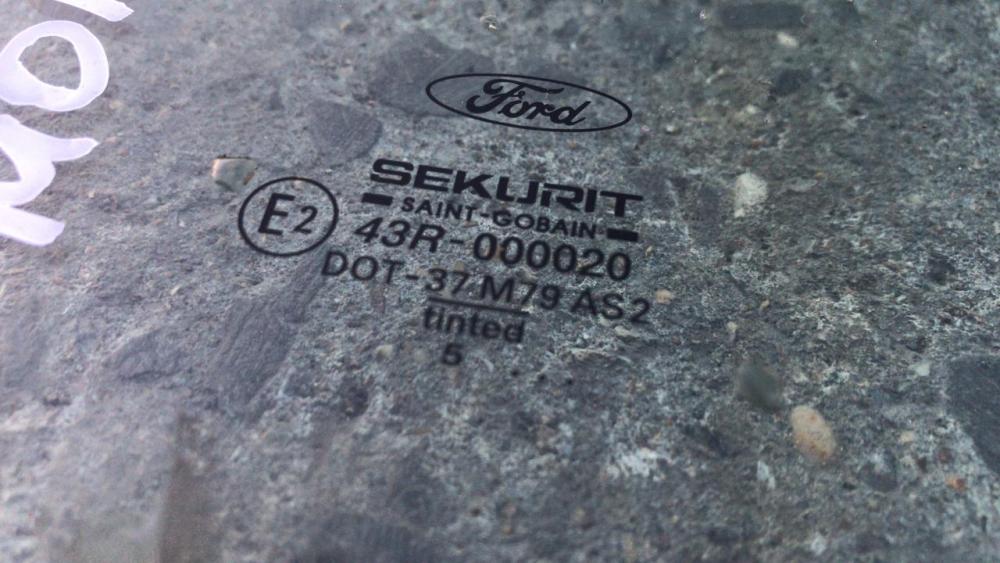 Ford
SEKURIT
SAINT-GOBAIN
E2
43R-000020
DOT-37 M79 AS2
tinted
5